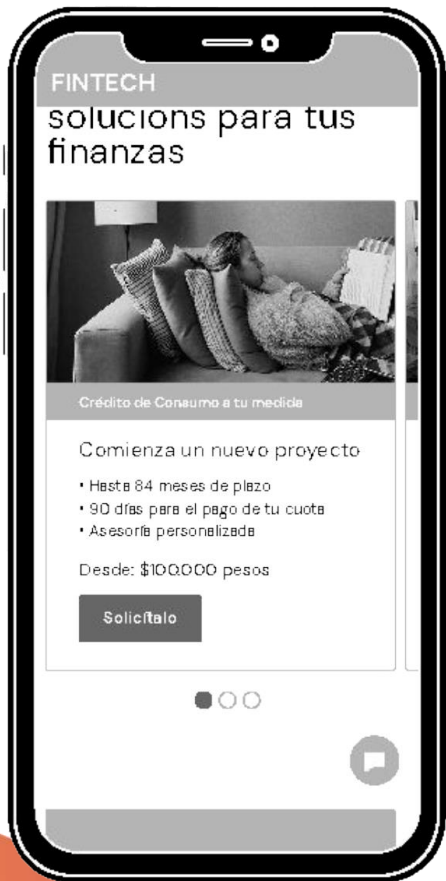 FINTECH
solucions para tus
finanzas
Crédito de Consumo a tu medida
Comienza un nuevo proyecto
• Hasta 84 meses de plazo
• 90 días para el pago de tu cuota
• Asesoría personalizada
Desde: $100.000 pesos
Solicítalo